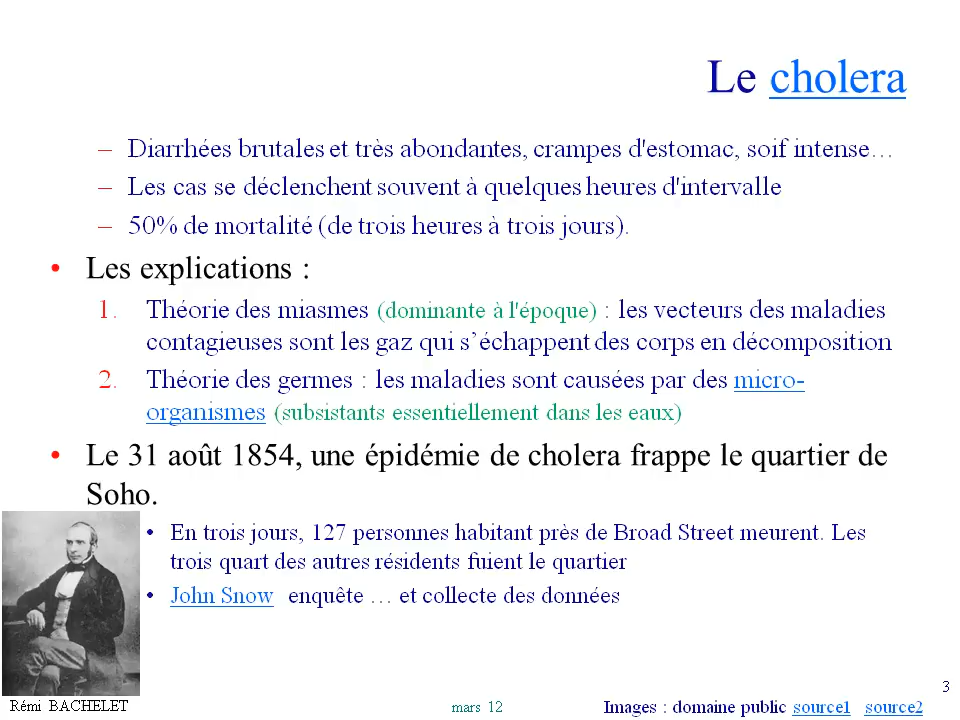 Le cholera
– Diarrhées brutales et très abondantes, crampes d'estomac, soif intense…
– Les cas se déclenchent souvent à quelques heures d'intervalle
– 50% de mortalité (de trois heures à trois jours).
• Les explications :
1. Théorie des miasmes (dominante à l'époque) : les vecteurs des maladies
contagieuses sont les gaz qui s’échappent des corps en décomposition
2. Théorie des germes : les maladies sont causées par des micro-
organismes (subsistants essentiellement dans les eaux)
• Le 31 août 1854, une épidémie de cholera frappe le quartier de
Soho.
• En trois jours, 127 personnes habitant près de Broad Street meurent. Les
trois quart des autres résidents fuient le quartier
• John Snow enquête … et collecte des données
3
Rémi BACHELET
mars 12
Images : domaine public source1 source2